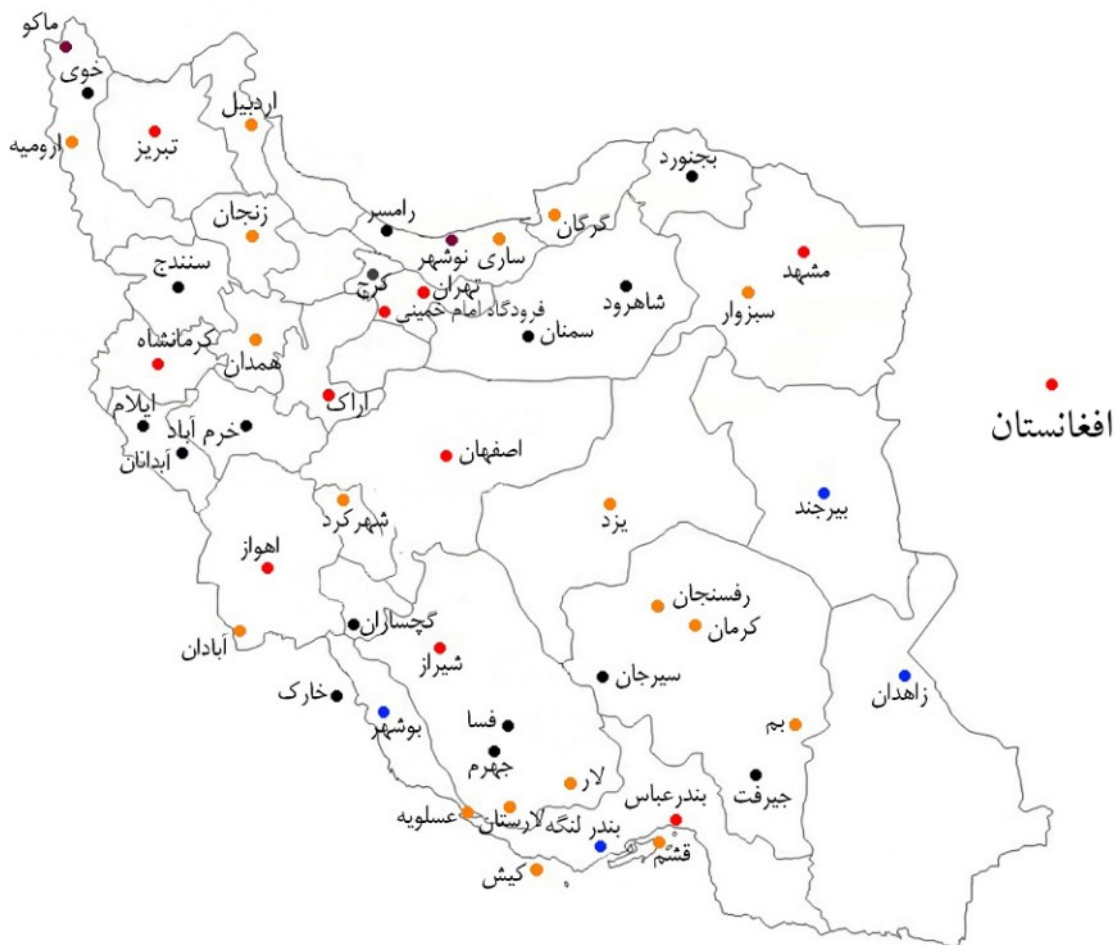 ماکو
خوی
اردبیل
ارومیه
تبریز
بجنورد
زنجان
رامسر
گرگان
ساری
نوشهر
سنندج
مشهد
کرج
تهران
شاهرود
سبزوار
فرودگاه امام خمینی
سمنان
کرمانشاه
همدان
اراک
ایلام
خرم آباد
افغانستان
آبدانان
اصفهان
شهرکرد
یزد
بیرجند
اهواز
رفسنجان
کرمان
گچساران
آبادان
شیراز
سیرجان
خارک
زاهدان
بوشهر
فسا
بم
جهرم
لار
جیرفت
بندرعباس
عسلویه
لارستان
بندر لنگه
قشم
کیش